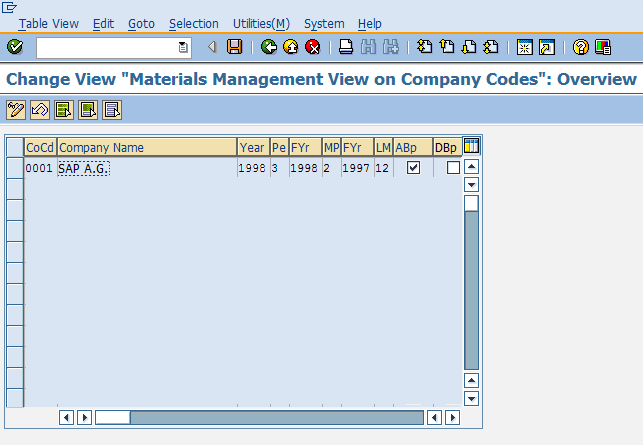 Table View Edit Goto Selection Utilities(M) System Help
Change View "Materials Management View on Company Codes": Overview
CoCd Company Name Year Pe FYr MP FYr LM ABp DBp
0001 SAP A.G. 1998 3 1998 2 1997 12